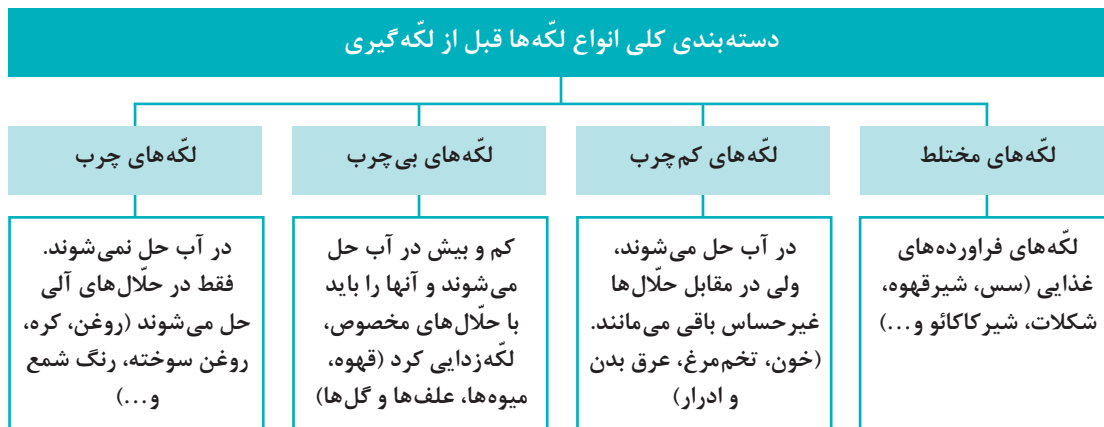 دسته‌بندی کلی انواع لکّه‌ها قبل از لکّه‌گیری
لکّه‌های مختلط
لکّه‌های فراورده‌های
غذایی (سس، شیرقهوه،
شکلات، شیرکاکائو و...)
لکّه‌های کم‌چرب
در آب حل می‌شوند،
ولی در مقابل حلّال‌ها
غیرحساس باقی می‌مانند.
(خون، تخم‌مرغ، عرق بدن
و ادرار)
لکّه‌های بی‌چرب
کم و بیش در آب حل
می‌شوند و آنها را باید
با حلّال‌های مخصوص،
لکّه‌زدایی کرد (قهوه،
میوه‌ها، علف‌ها و گل‌ها)
لکّه‌های چرب
در آب حل نمی‌شوند.
فقط در حلّال‌های آلی
حل می‌شوند (روغن، کره،
روغن سوخته، رنگ شمع
و...)